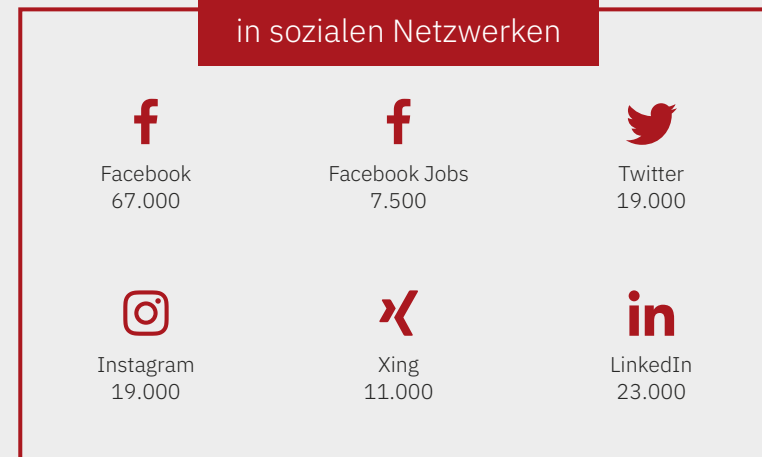 in sozialen Netzwerken
Facebook
67.000
Facebook Jobs
7.500
Twitter
19.000
Instagram
19.000
Xing
11.000
LinkedIn
23.000